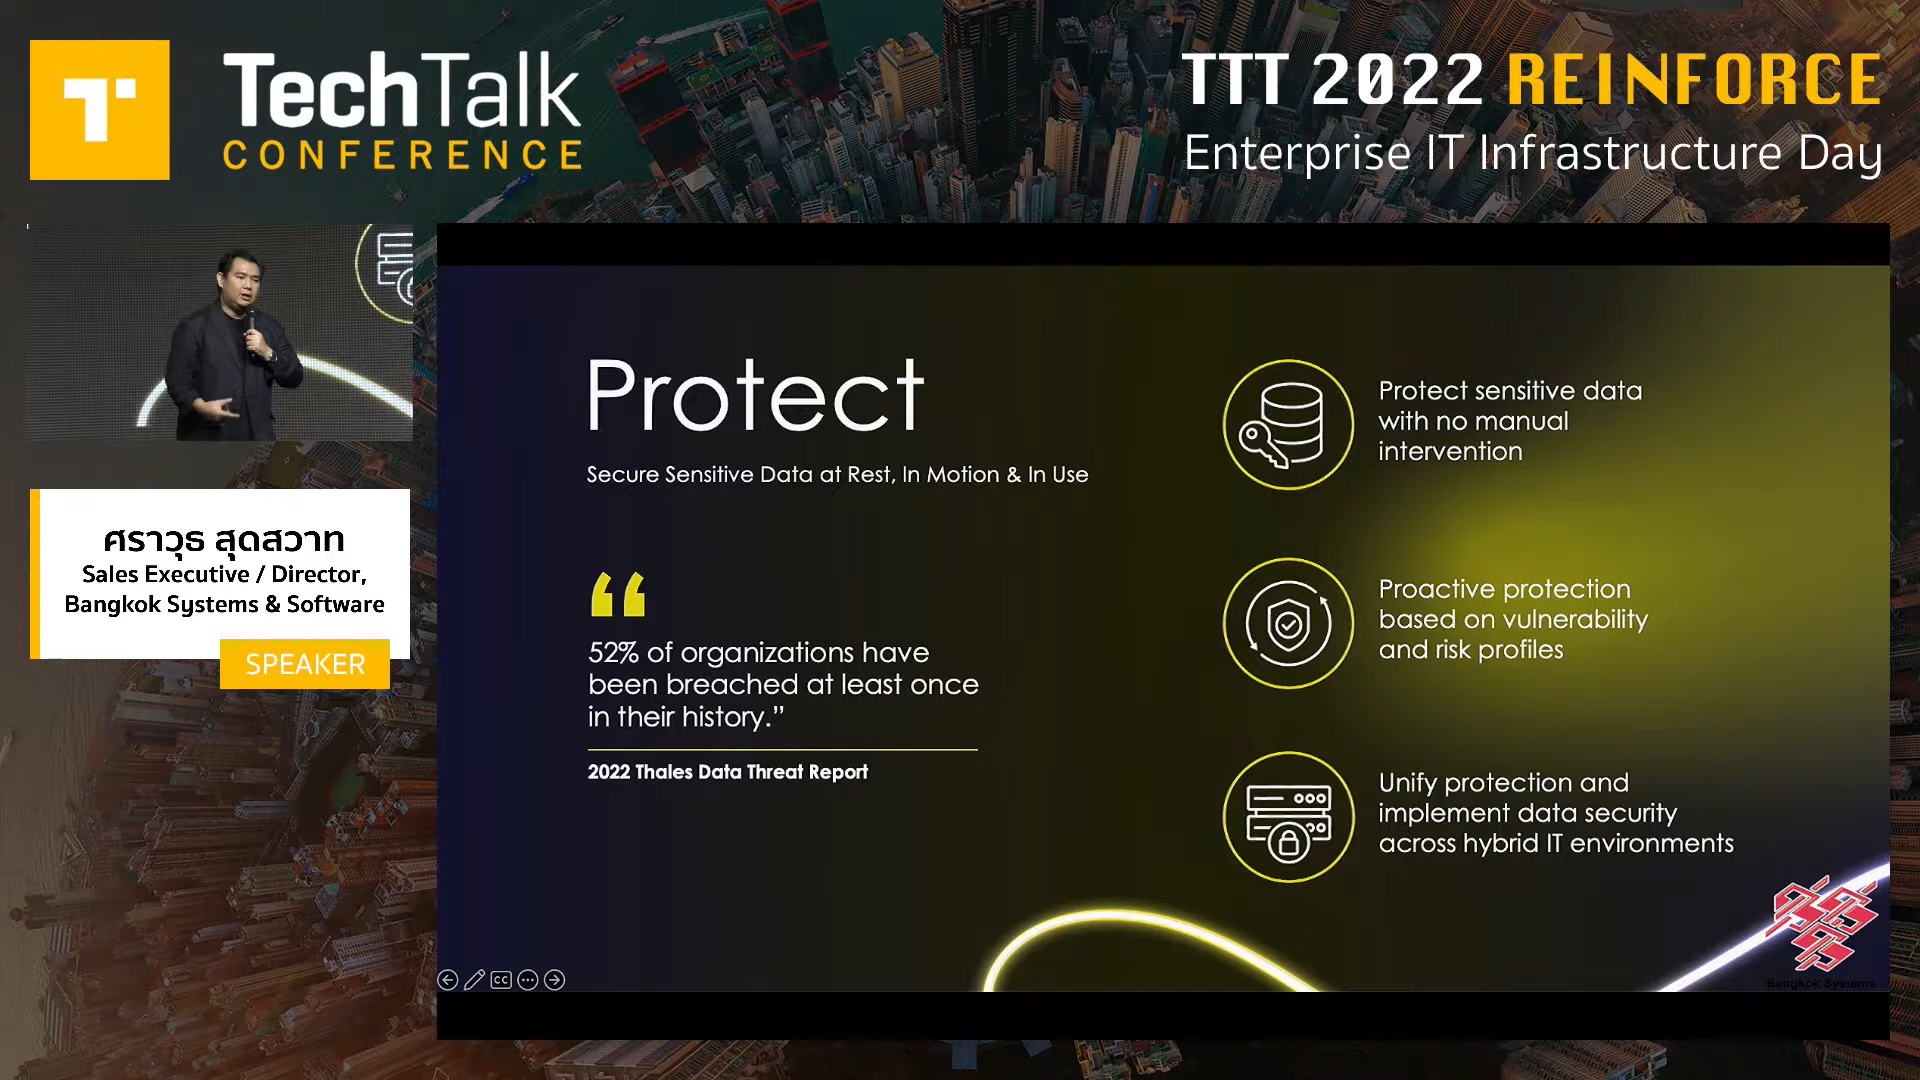 TechTalk
CONFERENCE
TTT 2022 REINFORCE
Enterprise IT Infrastructure Day
ศราวุธ สุดสวาท
Sales Executive / Director,
Bangkok Systems & Software
SPEAKER
Protect
Secure Sensitive Data at Rest, In Motion & In Use
“
52% of organizations have
been breached at least once
in their history.”
2022 Thales Data Threat Report
Protect sensitive data
with no manual
intervention
Proactive protection
based on vulnerability
and risk profiles
Unify protection and
implement data security
across hybrid IT environments
CC
Bangkok Systems